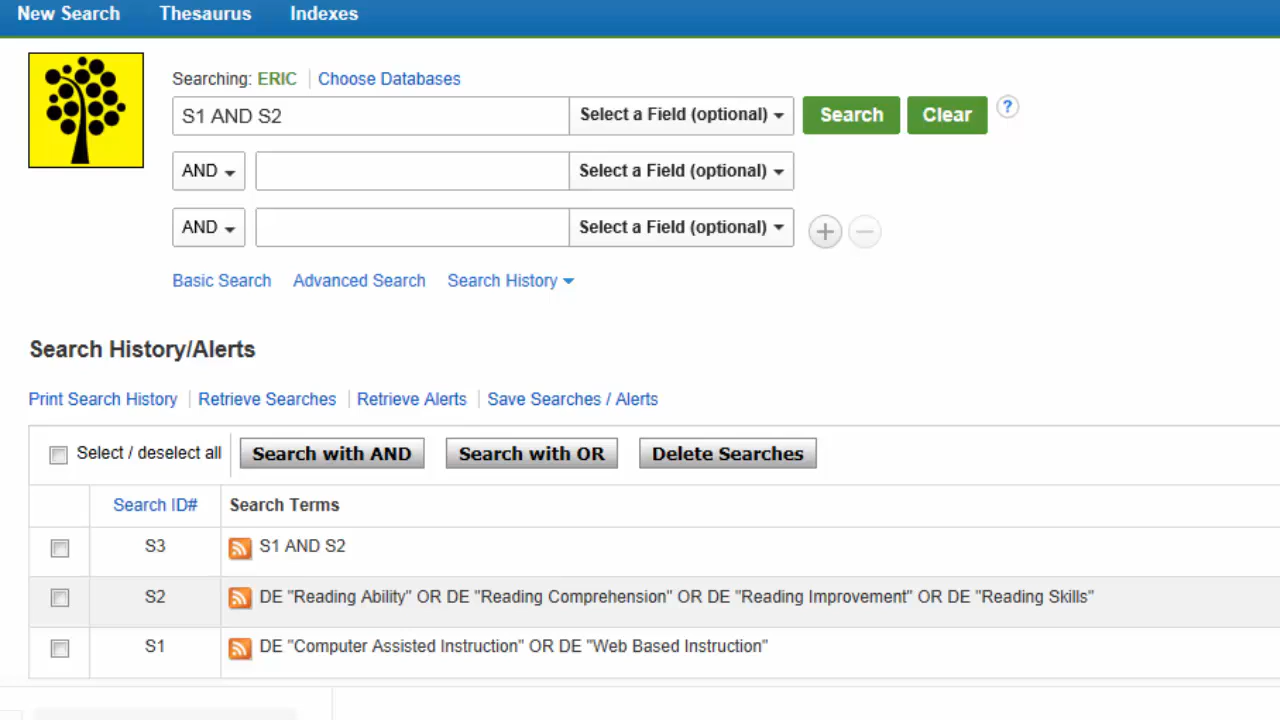 New Search Thesaurus Indexes
Searching: ERIC Choose Databases
S1 AND S2 Select a Field (optional) Search Clear ?
AND Select a Field (optional)
AND Select a Field (optional)
Basic Search Advanced Search Search History
Search History/Alerts
Print Search History Retrieve Searches Retrieve Alerts Save Searches / Alerts
Select / deselect all Search with AND Search with OR Delete Searches
Search ID# Search Terms
S3 S1 AND S2
S2 DE "Reading Ability" OR DE "Reading Comprehension" OR DE "Reading Improvement" OR DE "Reading Skills"
S1 DE "Computer Assisted Instruction" OR DE "Web Based Instruction"